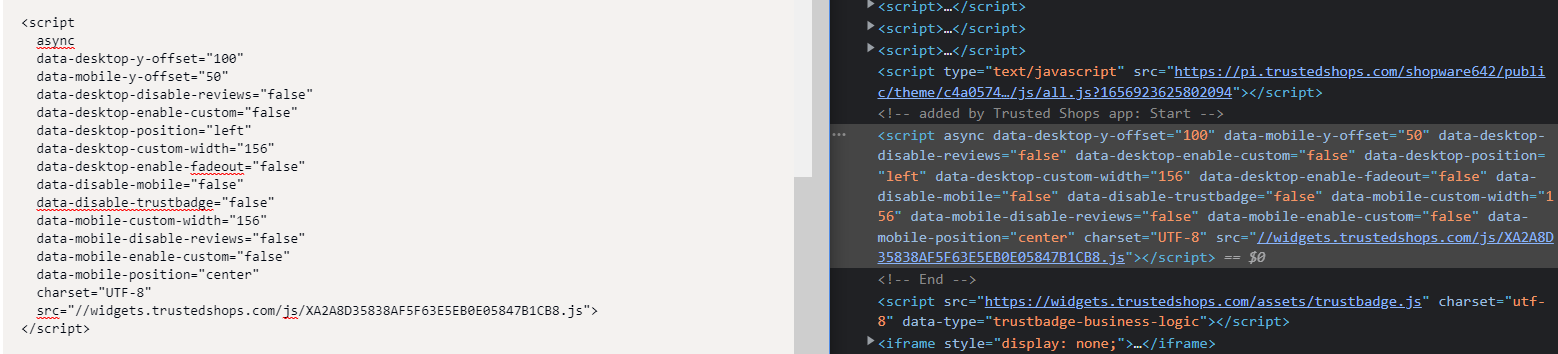 <script
async
data-desktop-y-offset="100"
data-mobile-y-offset="50"
data-desktop-disable-reviews="false"
data-desktop-enable-custom="false"
data-desktop-position="left"
data-desktop-custom-width="156"
data-desktop-enable-fadeout="false"
data-disable-mobile="false"
data-disable-trustbadge="false"
data-mobile-custom-width="156"
data-mobile-disable-reviews="false"
data-mobile-enable-custom="false"
data-mobile-position="center"
charset="UTF-8"
src="//widgets.trustedshops.com/js/XA2A8D35838AF5F63E5EB0E05847B1CB8.js">
</script>
<script>…</script>
<script>…</script>
<script>…</script>
<script type="text/javascript" src="https://pi.trustedshops.com/shopware642/publi
c/theme/c4a0574…/js/all.js?1656923625802094"></script>
<!-- added by Trusted Shops app: Start -->
<script async data-desktop-y-offset="100" data-mobile-y-offset="50" data-desktop-
disable-reviews="false" data-desktop-enable-custom="false" data-desktop-position=
"left" data-desktop-custom-width="156" data-desktop-enable-fadeout="false" data-
disable-mobile="false" data-disable-trustbadge="false" data-mobile-custom-width="1
56" data-mobile-disable-reviews="false" data-mobile-enable-custom="false" data-
mobile-position="center" charset="UTF-8" src="//widgets.trustedshops.com/js/XA2A8D
35838AF5F63E5EB0E05847B1CB8.js"></script> == $0
<!-- End -->
<script src="https://widgets.trustedshops.com/assets/trustbadge.js" charset="utf-
8" data-type="trustbadge-business-logic"></script>
<iframe style="display: none;">…</iframe>